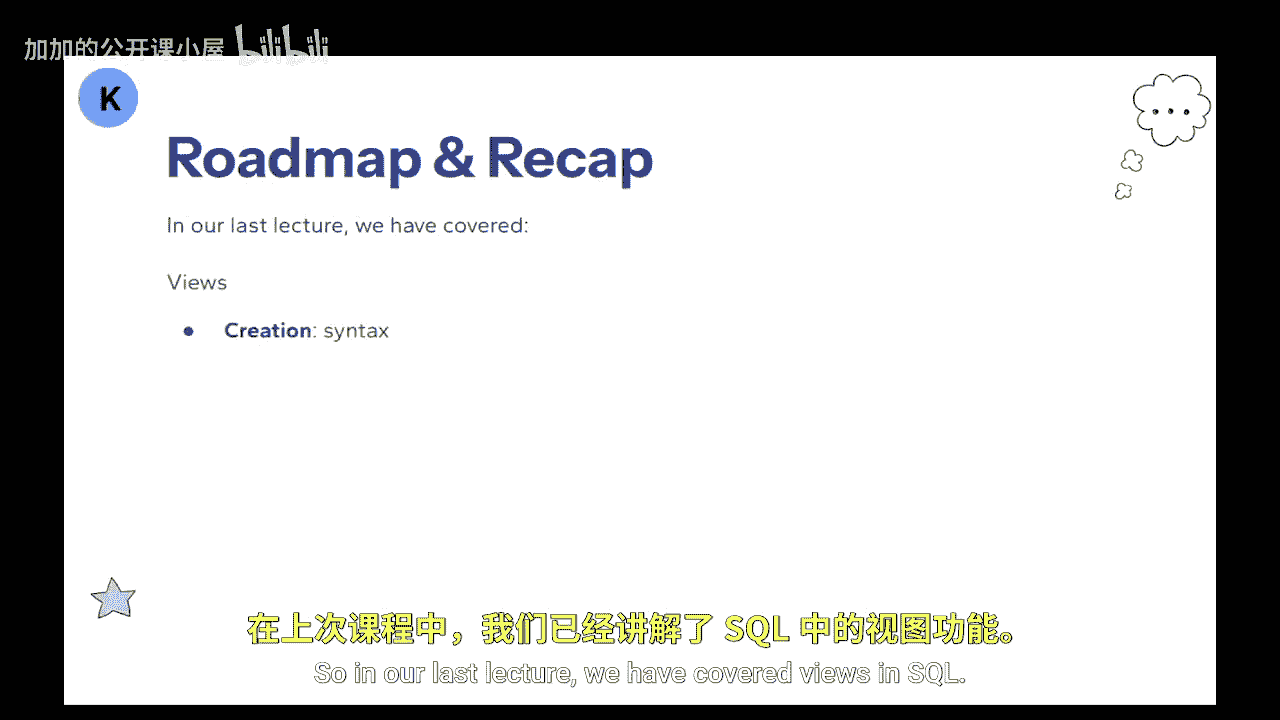 加加的公开课小屋 bilibili
K
Roadmap & Recap
In our last lecture, we have covered:
Views
● Creation: syntax
在上次课程中，我们已经讲解了 SQL 中的视图功能。
So in our last lecture, we have covered views in SQL.